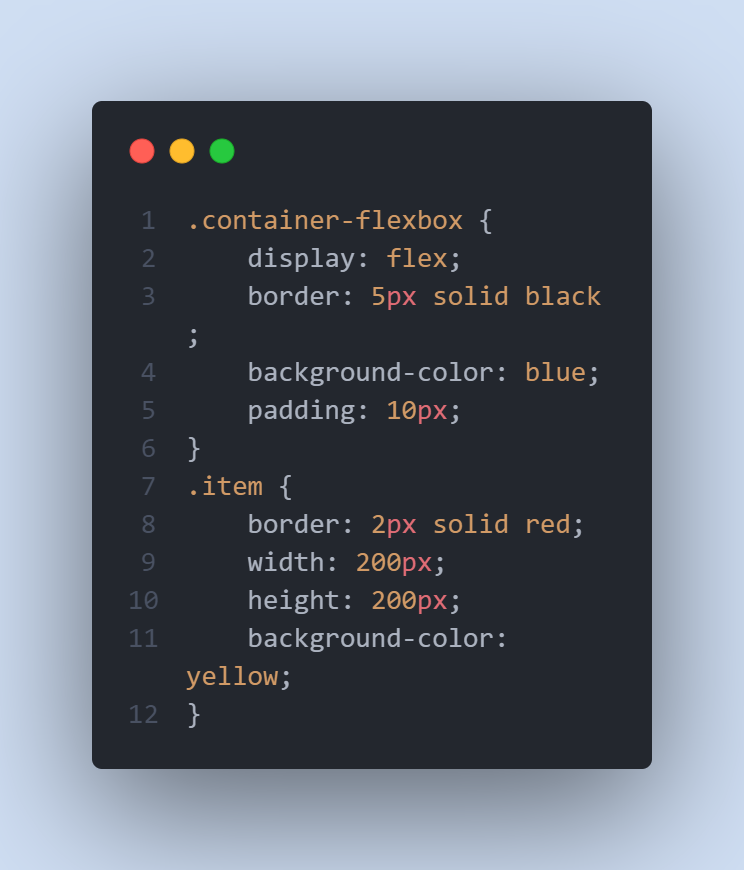 1 .container-flexbox {
2     display: flex;
3     border: 5px solid black
;
4     background-color: blue;
5     padding: 10px;
6 }
7 .item {
8     border: 2px solid red;
9     width: 200px;
10     height: 200px;
11     background-color:
yellow;
12 }